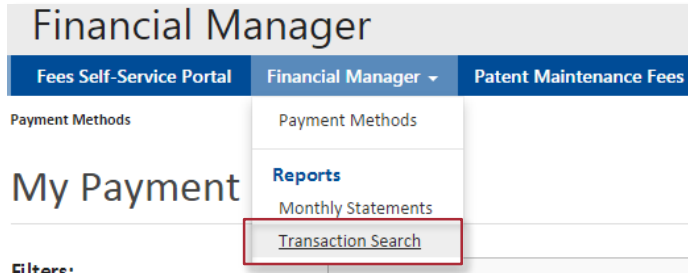 Financial Manager
Fees Self-Service Portal Financial Manager Patent Maintenance Fees
Payment Methods
Payment Methods
My Payment
Reports
Monthly Statements
Transaction Search
Filters: